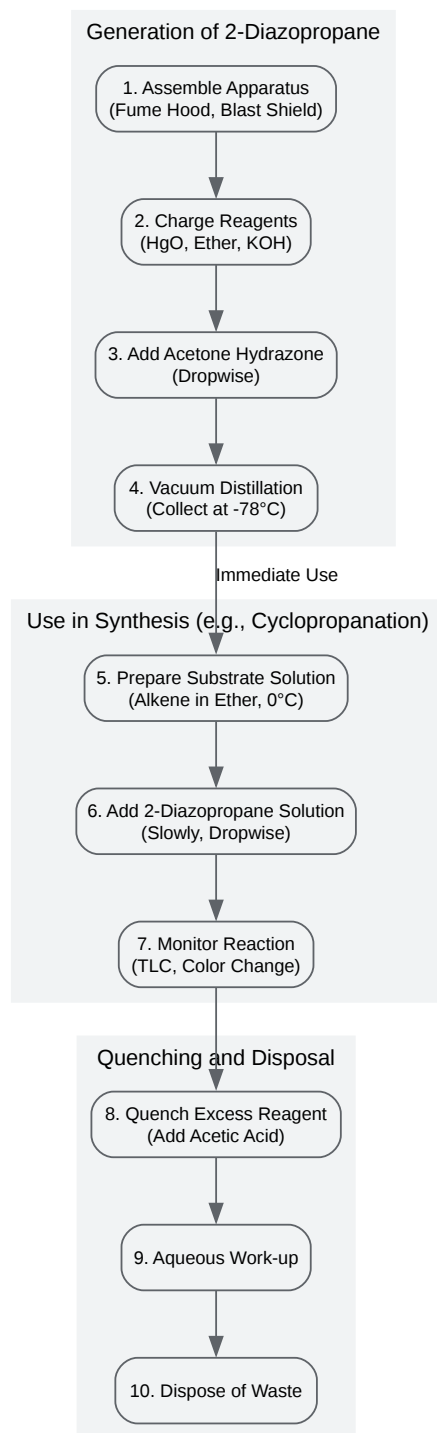 Generation of 2-Diazopropane
1. Assemble Apparatus
(Fume Hood, Blast Shield)
2. Charge Reagents
(HgO, Ether, KOH)
3. Add Acetone Hydrazone
(Dropwise)
4. Vacuum Distillation
(Collect at -78°C)
Immediate Use
Use in Synthesis (e.g., Cyclopropanation)
5. Prepare Substrate Solution
(Alkene in Ether, 0°C)
6. Add 2-Diazopropane Solution
(Slowly, Dropwise)
7. Monitor Reaction
(TLC, Color Change)
Quenching and Disposal
8. Quench Excess Reagent
(Add Acetic Acid)
9. Aqueous Work-up
10. Dispose of Waste